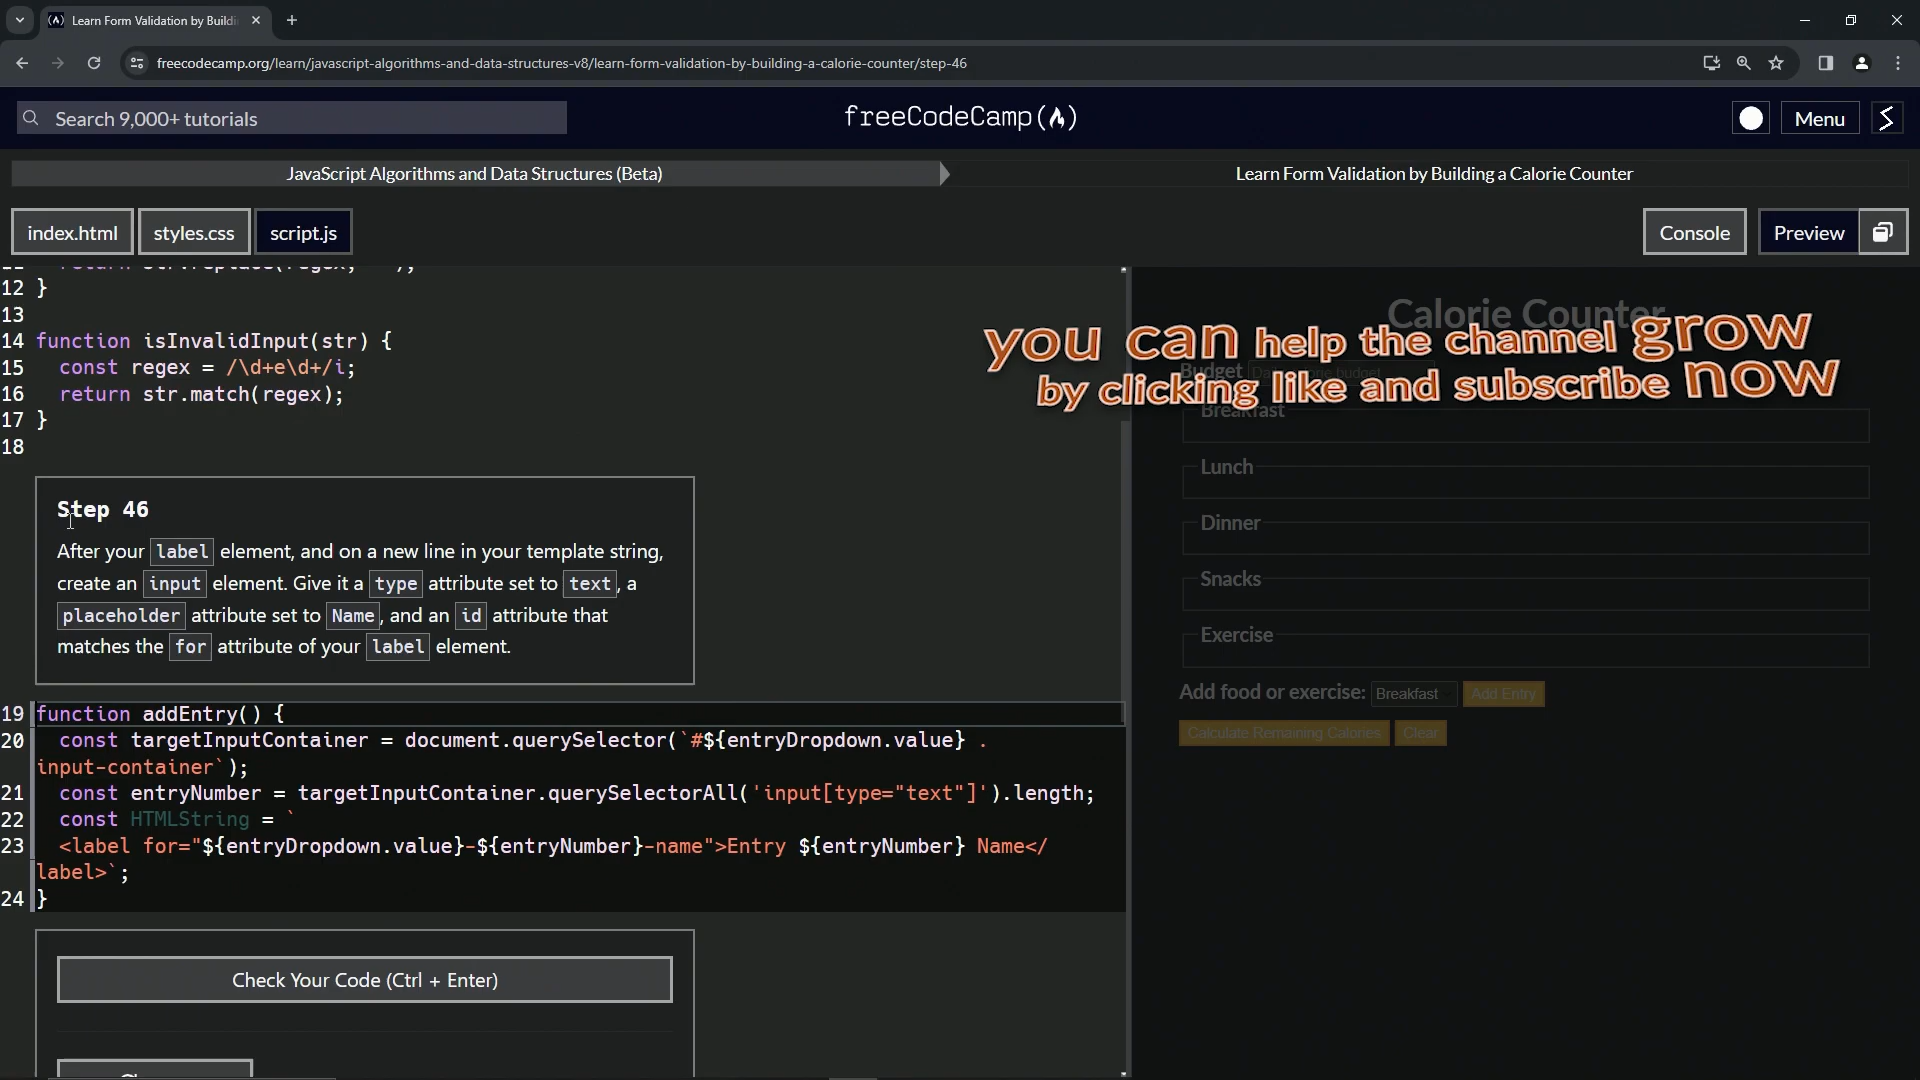 Learn Form Validation by Buildi
freecodecamp.org/learn/javascript-algorithms-and-data-structures-v8/learn-form-validation-by-building-a-calorie-counter/step-46
Search 9,000+ tutorials
freeCodeCamp(
)
Menu
JavaScript Algorithms and Data Structures (Beta)
Learn Form Validation by Building a Calorie Counter
index.html
styles.css
script.js
Console
Preview
11 return str.replace(regex, '');
12 }
13
14 function isInvalidInput(str) {
15 const regex = /\d+e\d+/i;
16 return str.match(regex);
17 }
18
Step 46
After your label element, and on a new line in your template string,
create an input element. Give it a type attribute set to text, a
placeholder attribute set to Name, and an id attribute that
matches the for attribute of your label element.
19 function addEntry() {
20 const targetInputContainer = document.querySelector(`#${entryDropdown.value} .
input-container`);
21 const entryNumber = targetInputContainer.querySelectorAll('input[type="text"]').length;
22 const HTMLString = `
23 <label for="${entryDropdown.value}-${entryNumber}-name">Entry ${entryNumber} Name</
label>`;
24 }
Check Your Code (Ctrl + Enter)
Calorie Counter
you can help the channel grow
by clicking like and subscribe now
Budget
Breakfast
Lunch
Dinner
Snacks
Exercise
Add food or exercise: Breakfast Add Entry
Calculate Remaining Calories Clear